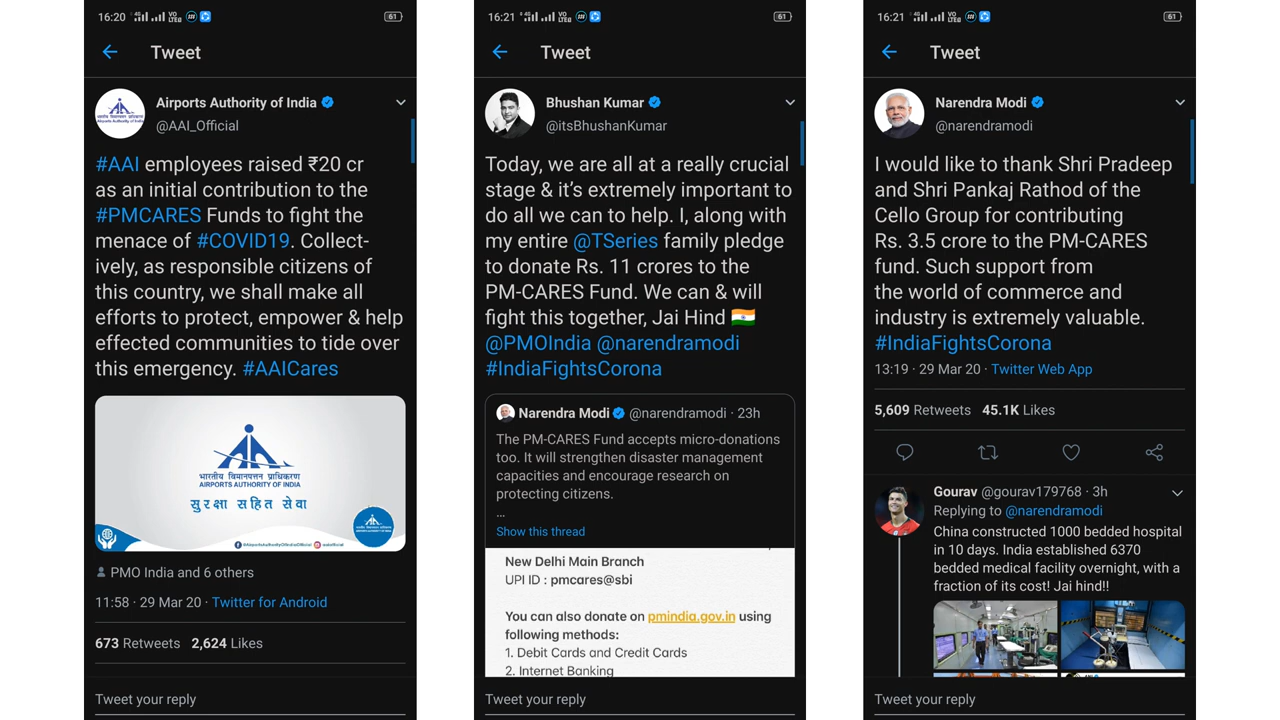 16:20
4G
VO
LTEG
61
Tweet
Airports Authority of India
@AAI_Official
#AAI employees raised ₹20 cr
as an initial contribution to the
#PMCARES Funds to fight the
menace of #COVID19. Collect-
ively, as responsible citizens of
this country, we shall make all
efforts to protect, empower & help
effected communities to tide over
this emergency. #AAICares
भारतीय विमानपत्तन प्राधिकरण
AIRPORTS AUTHORITY OF INDIA
सुरक्षा सहित सेवा
PMO India and 6 others
11:58 · 29 Mar 20 · Twitter for Android
673 Retweets 2,624 Likes
Tweet your reply
16:21
4G
VO
LTEG
61
Tweet
Bhushan Kumar
@itsBhushanKumar
Today, we are all at a really crucial
stage & it’s extremely important to
do all we can to help. I, along with
my entire @TSeries family pledge
to donate Rs. 11 crores to the
PM-CARES Fund. We can & will
fight this together, Jai Hind 🇮🇳
@PMOIndia @narendramodi
#IndiaFightsCorona
Narendra Modi @narendramodi · 23h
The PM-CARES Fund accepts micro-donations
too. It will strengthen disaster management
capacities and encourage research on
protecting citizens.
...
Show this thread
New Delhi Main Branch
UPI ID : pmcares@sbi
You can also donate on pmindia.gov.in using
following methods:
1. Debit Cards and Credit Cards
2. Internet Banking
Tweet your reply
16:21
4G
VO
LTEG
61
Tweet
Narendra Modi
@narendramodi
I would like to thank Shri Pradeep
and Shri Pankaj Rathod of the
Cello Group for contributing
Rs. 3.5 crore to the PM-CARES
fund. Such support from
the world of commerce and
industry is extremely valuable.
#IndiaFightsCorona
13:19 · 29 Mar 20 · Twitter Web App
5,609 Retweets 45.1K Likes
Gourav @gourav179768 · 3h
Replying to @narendramodi
China constructed 1000 bedded hospital
in 10 days. India established 6370
bedded medical facility overnight, with a
fraction of its cost! Jai hind!!
Tweet your reply